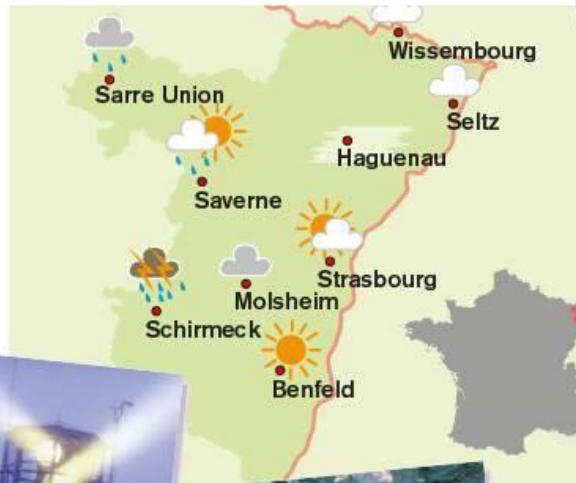 Wissembourg
Sarre Union
Seltz
Haguenau
Saverne
Strasbourg
Molsheim
Schirmeck
Benfeld